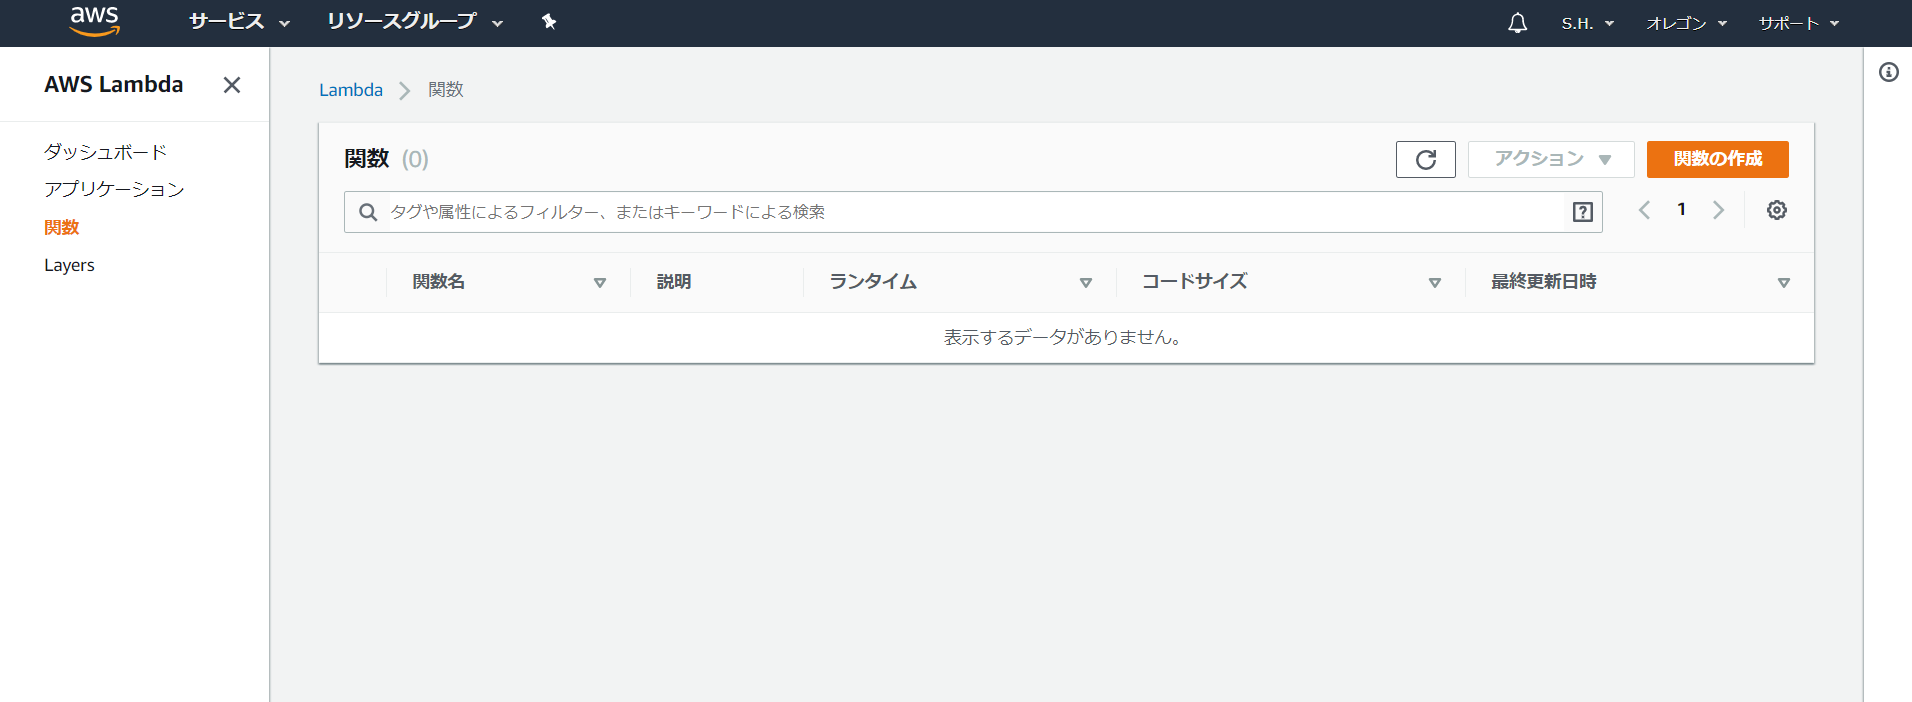 aws サービス リソースグループ S.H. オレゴン サポート
AWS Lambda
ダッシュボード
アプリケーション
関数
Layers
Lambda 関数
関数 (0) アクション 関数の作成
タグや属性によるフィルター、またはキーワードによる検索 1
関数名 説明 ランタイム コードサイズ 最終更新日時
表示するデータがありません。